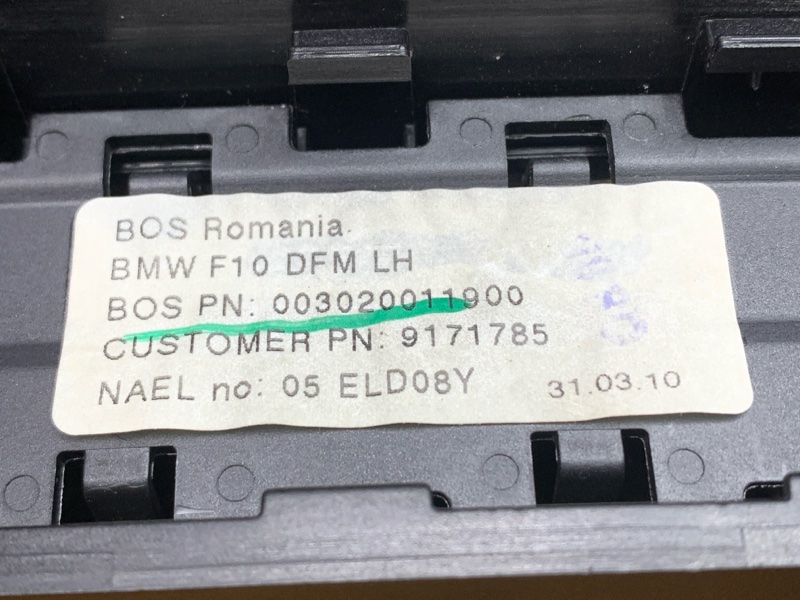 BOS Romania
BMW F10 DFM LH
BOS PN: 003020011900
CUSTOMER PN: 9171785
NAEL no: 05 ELD08Y 31.03.10